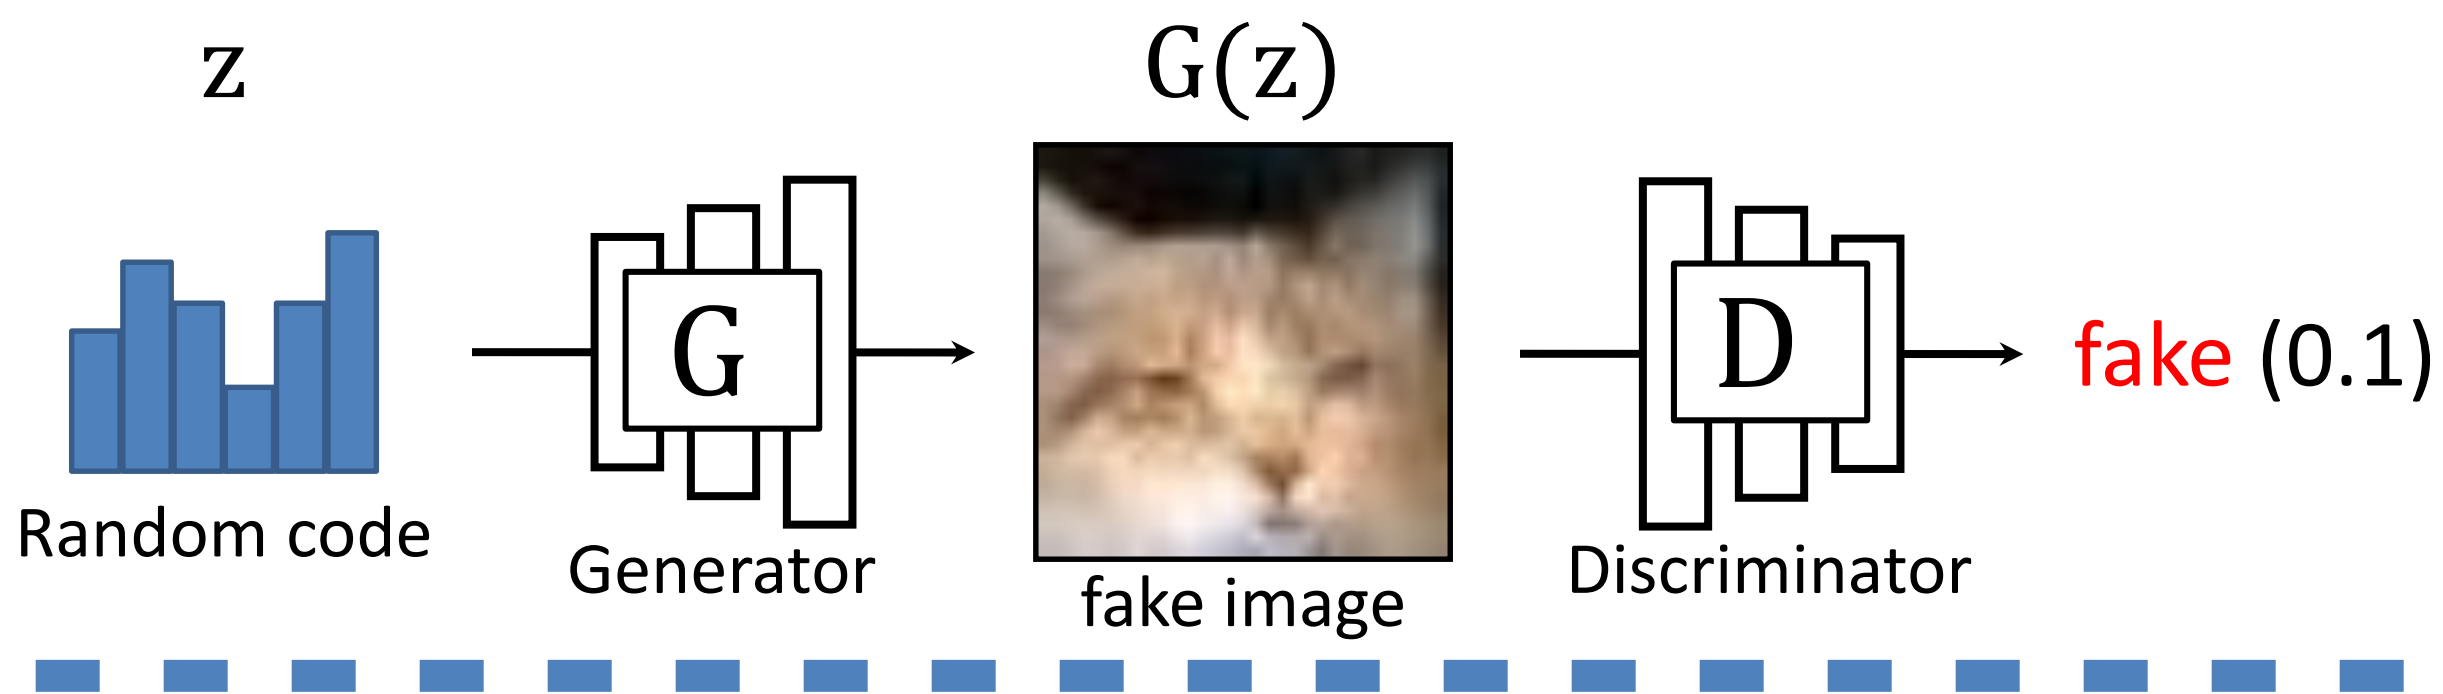 z
G(z)
G
D
fake (0.1)
Random code
Generator
fake image
Discriminator